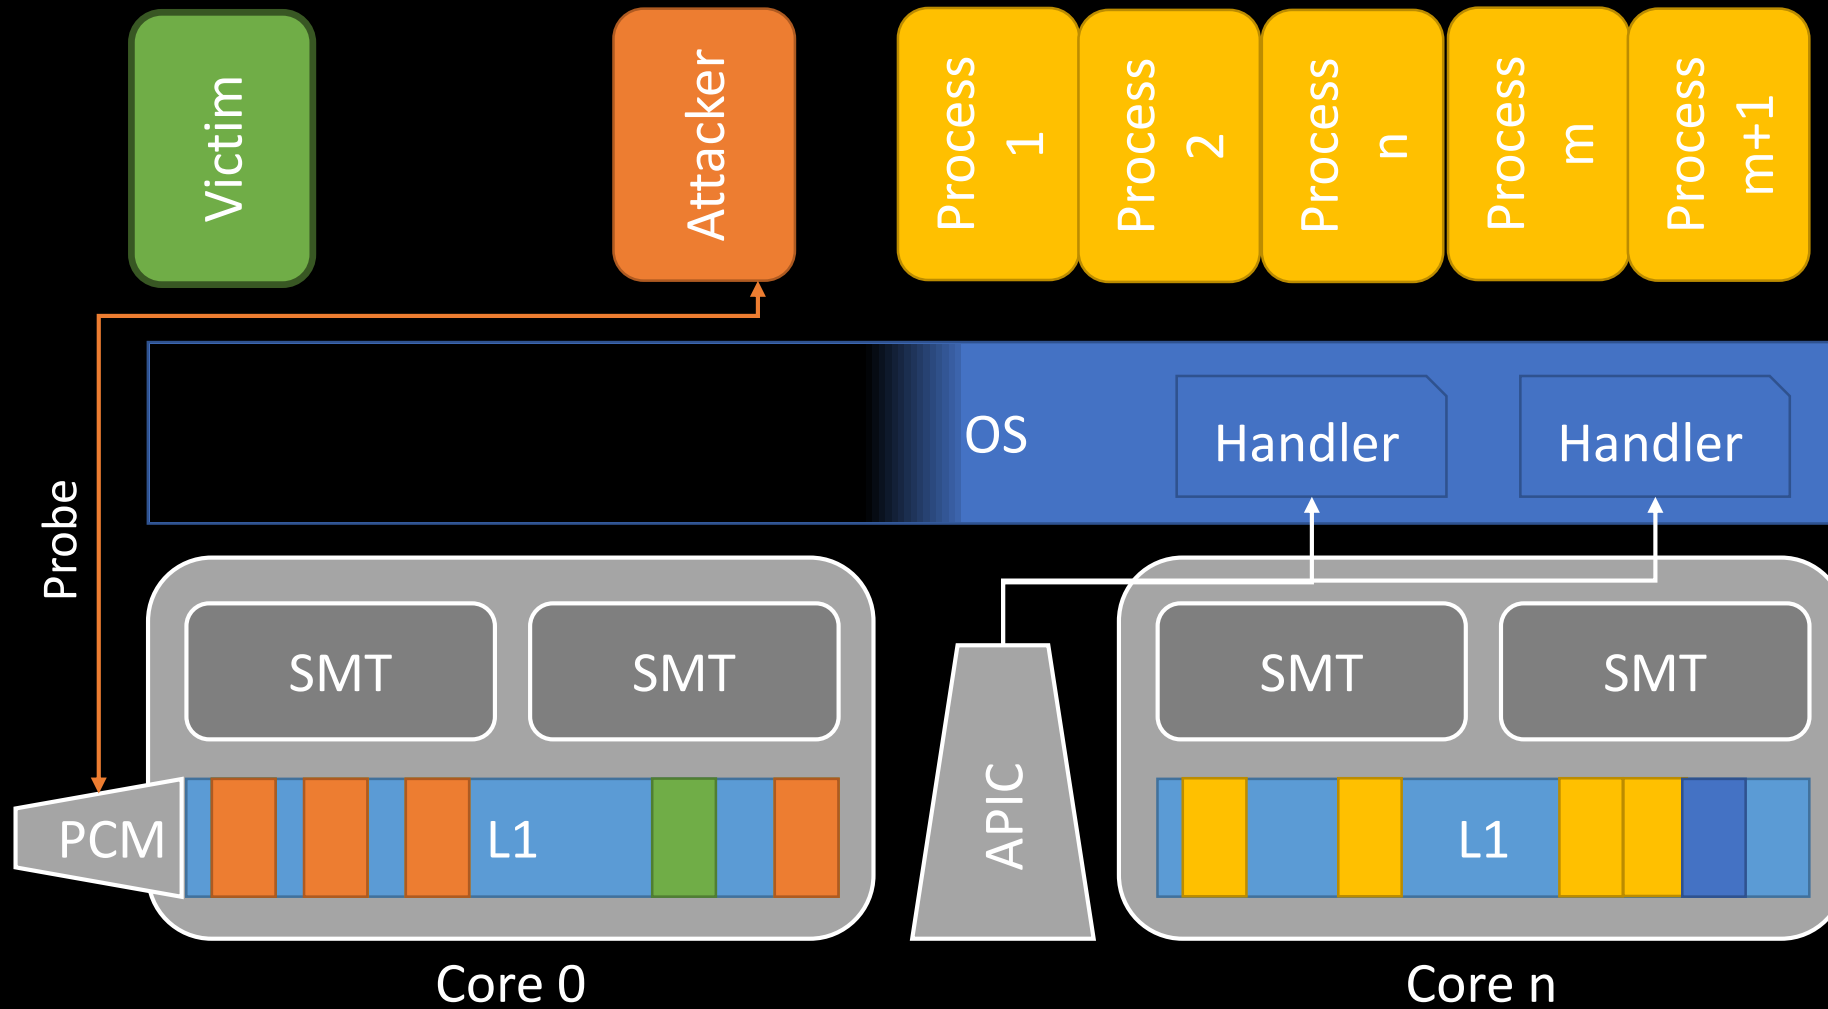 Victim
Attacker
Process
1
Process
2
Process
n
Process
m
Process
m+1
OS
Handler
Handler
Probe
SMT
SMT
SMT
SMT
PCM
L1
APIC
L1
Core 0
Core n